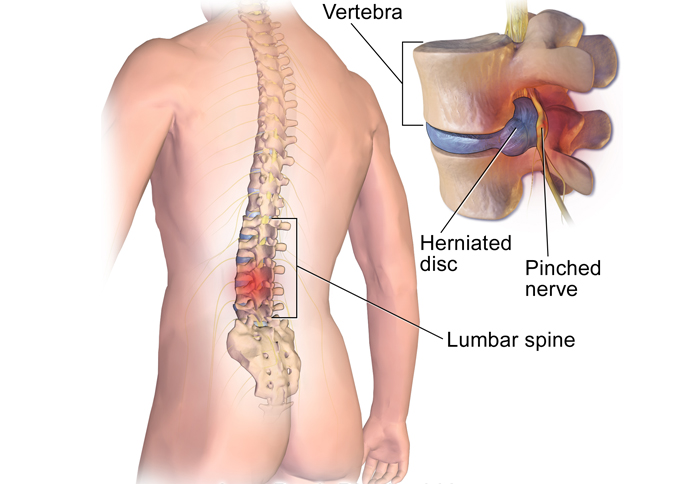 Vertebra
Herniated
disc
Pinched
nerve
Lumbar spine